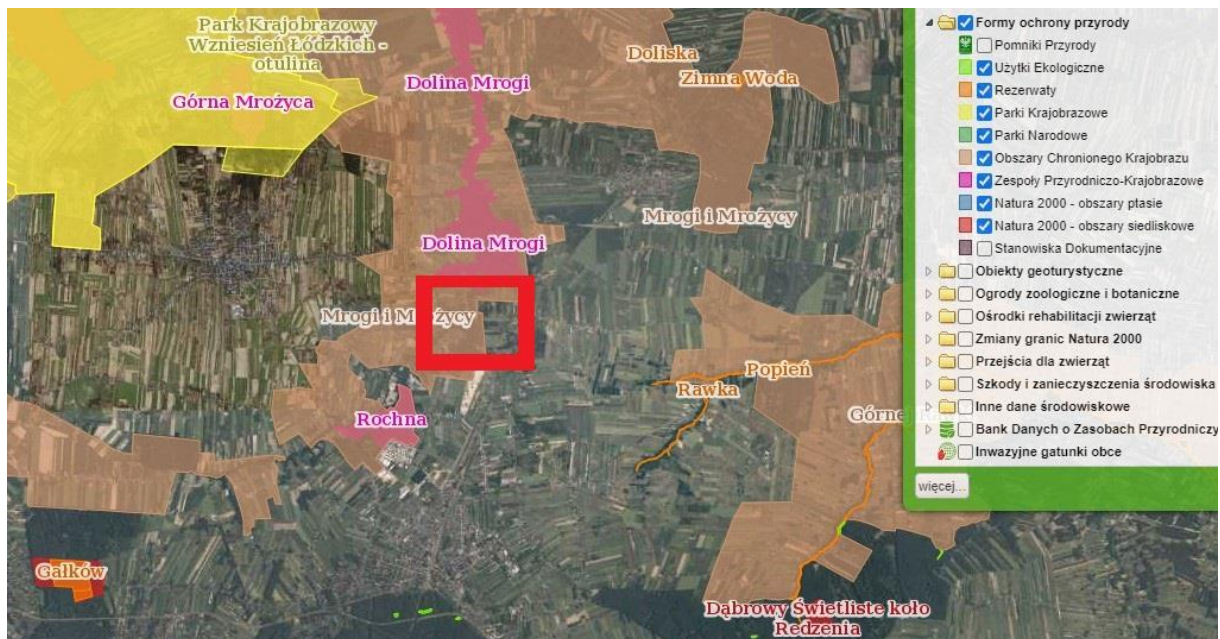 Park Krajobrazowy
Wzniesień Łódzkich -
otulina
Górna Mrożyca
Dolina Mrogi
Doliska
Zimna Woda
Mrogi i Mrożycy
Dolina Mrogi
Mrogi i Mrożycy
Rochna
Popień
Rawka
Górnej
Gałków
Dąbrowy Świetliste koło
Redzenia
Formy ochrony przyrody
Pomniki Przyrody
Użytki Ekologiczne
Rezerwaty
Parki Krajobrazowe
Parki Narodowe
Obszary Chronionego Krajobrazu
Zespoły Przyrodniczo-Krajobrazowe
Natura 2000 - obszary ptasie
Natura 2000 - obszary siedliskowe
Stanowiska Dokumentacyjne
Obiekty geoturystyczne
Ogrody zoologiczne i botaniczne
Ośrodki rehabilitacji zwierząt
Zmiany granic Natura 2000
Przejścia dla zwierząt
Szkody i zanieczyszczenia środowiska
Inne dane środowiskowe
Bank Danych o Zasobach Przyrodniczy
Inwazyjne gatunki obce
więcej...